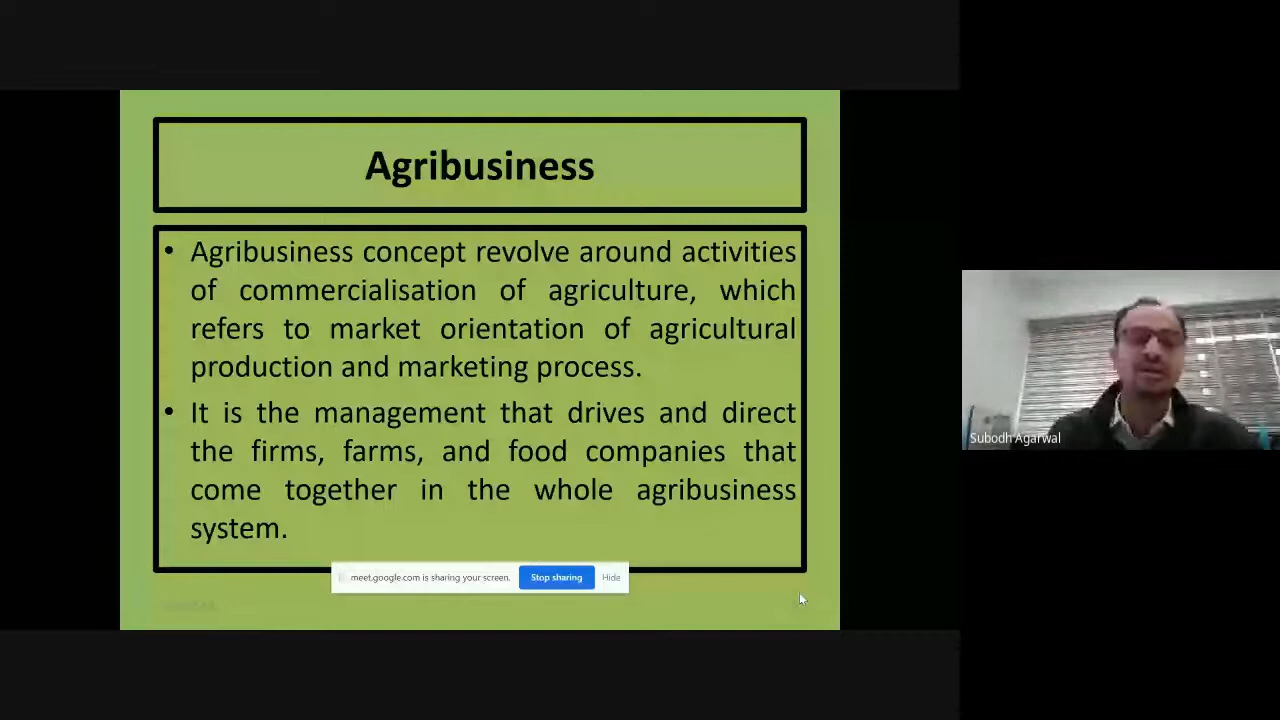 Agribusiness
• Agribusiness concept revolve around activities
of commercialisation of agriculture, which
refers to market orientation of agricultural
production and marketing process.
• It is the management that drives and direct
the firms, farms, and food companies that
come together in the whole agribusiness
system.
meet.google.com is sharing your screen. Stop sharing Hide
Subodh Agarwal